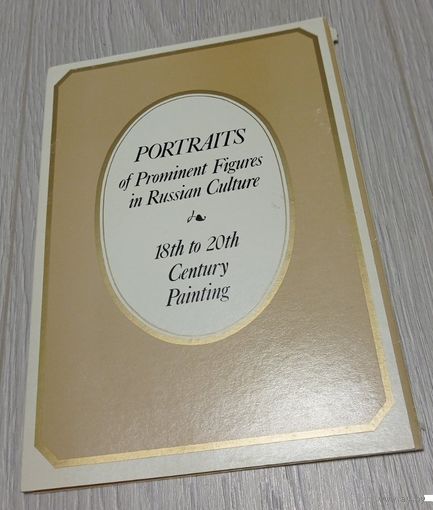 PORTRAITS
of Prominent Figures
in Russian Culture
18th to 20th
Century
Painting